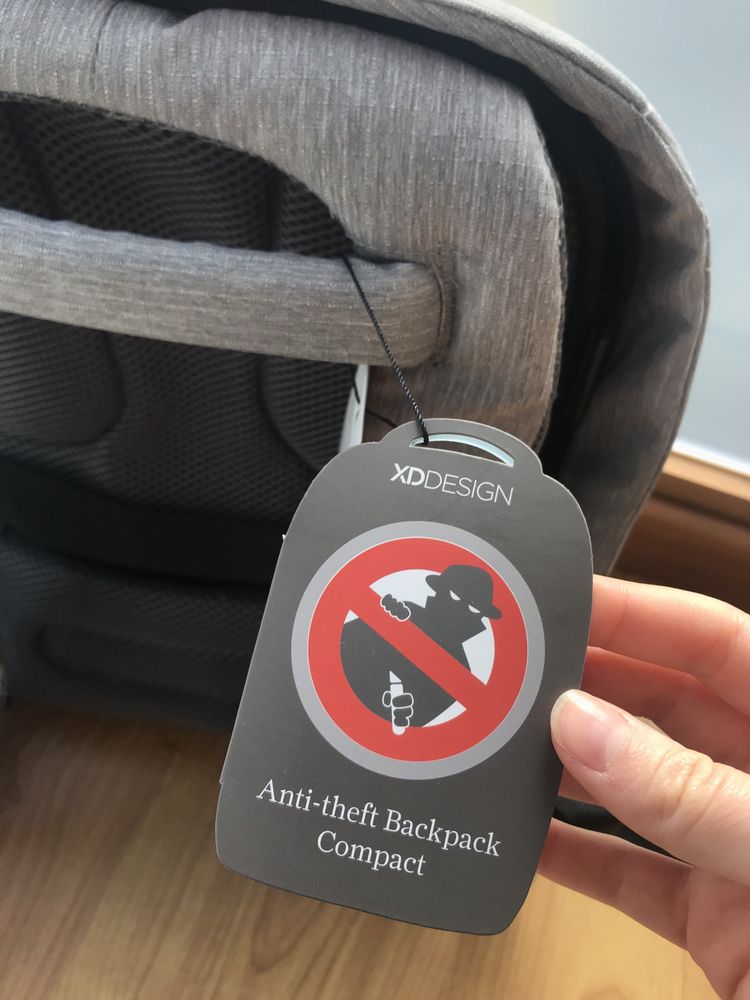 XDDESIGN
Anti-theft Backpack
Compact